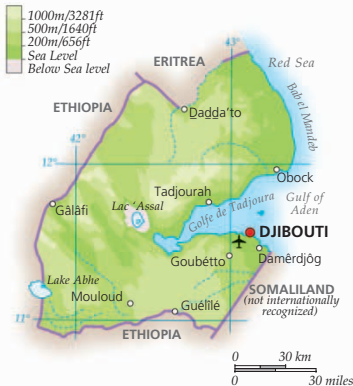 1000m/3281ft
500m/1640ft
200m/656ft
Sea Level
Below Sea level
43°
ERITREA
Red Sea
ETHIOPIA
Bab el Mandeb
Dadda'to
42°
12°
Obock
Tadjourah
Gulf of
Aden
Golfe de Tadjoura
Lac 'Assal
Gâlâfi
DJIBOUTI
Goubétto
Damêrdjôg
Lake Abhe
SOMALILAND
(not internationally
recognized)
Mouloud
Guélîlé
11°
ETHIOPIA
0 30 km
0 30 miles